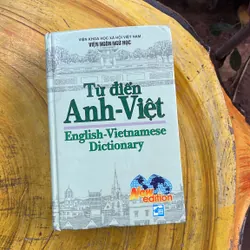 VIỆN KHOA HỌC XÃ HỘI VIỆT NAM
VIỆN NGÔN NGỮ HỌC
Từ điển
Anh-Việt
English-Vietnamese
Dictionary
New
edition